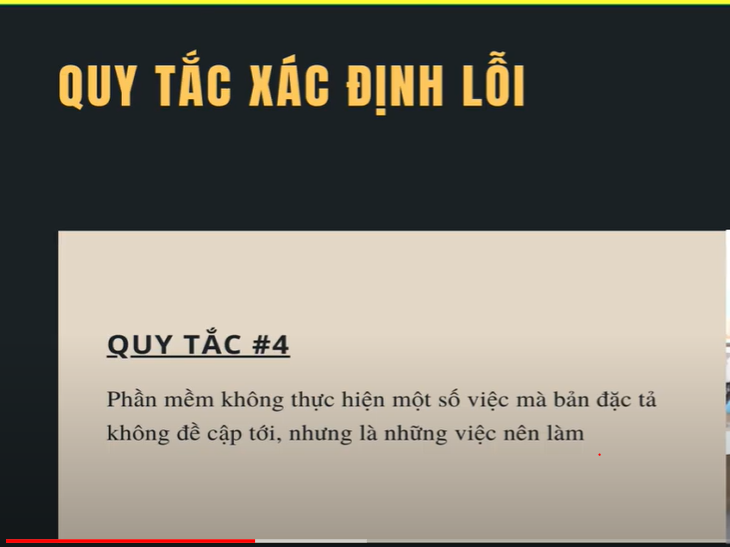 QUY TẮC XÁC ĐỊNH LỖI
QUY TẮC #4
Phần mềm không thực hiện một số việc mà bản đặc tả
không đề cập tới, nhưng là những việc nên làm